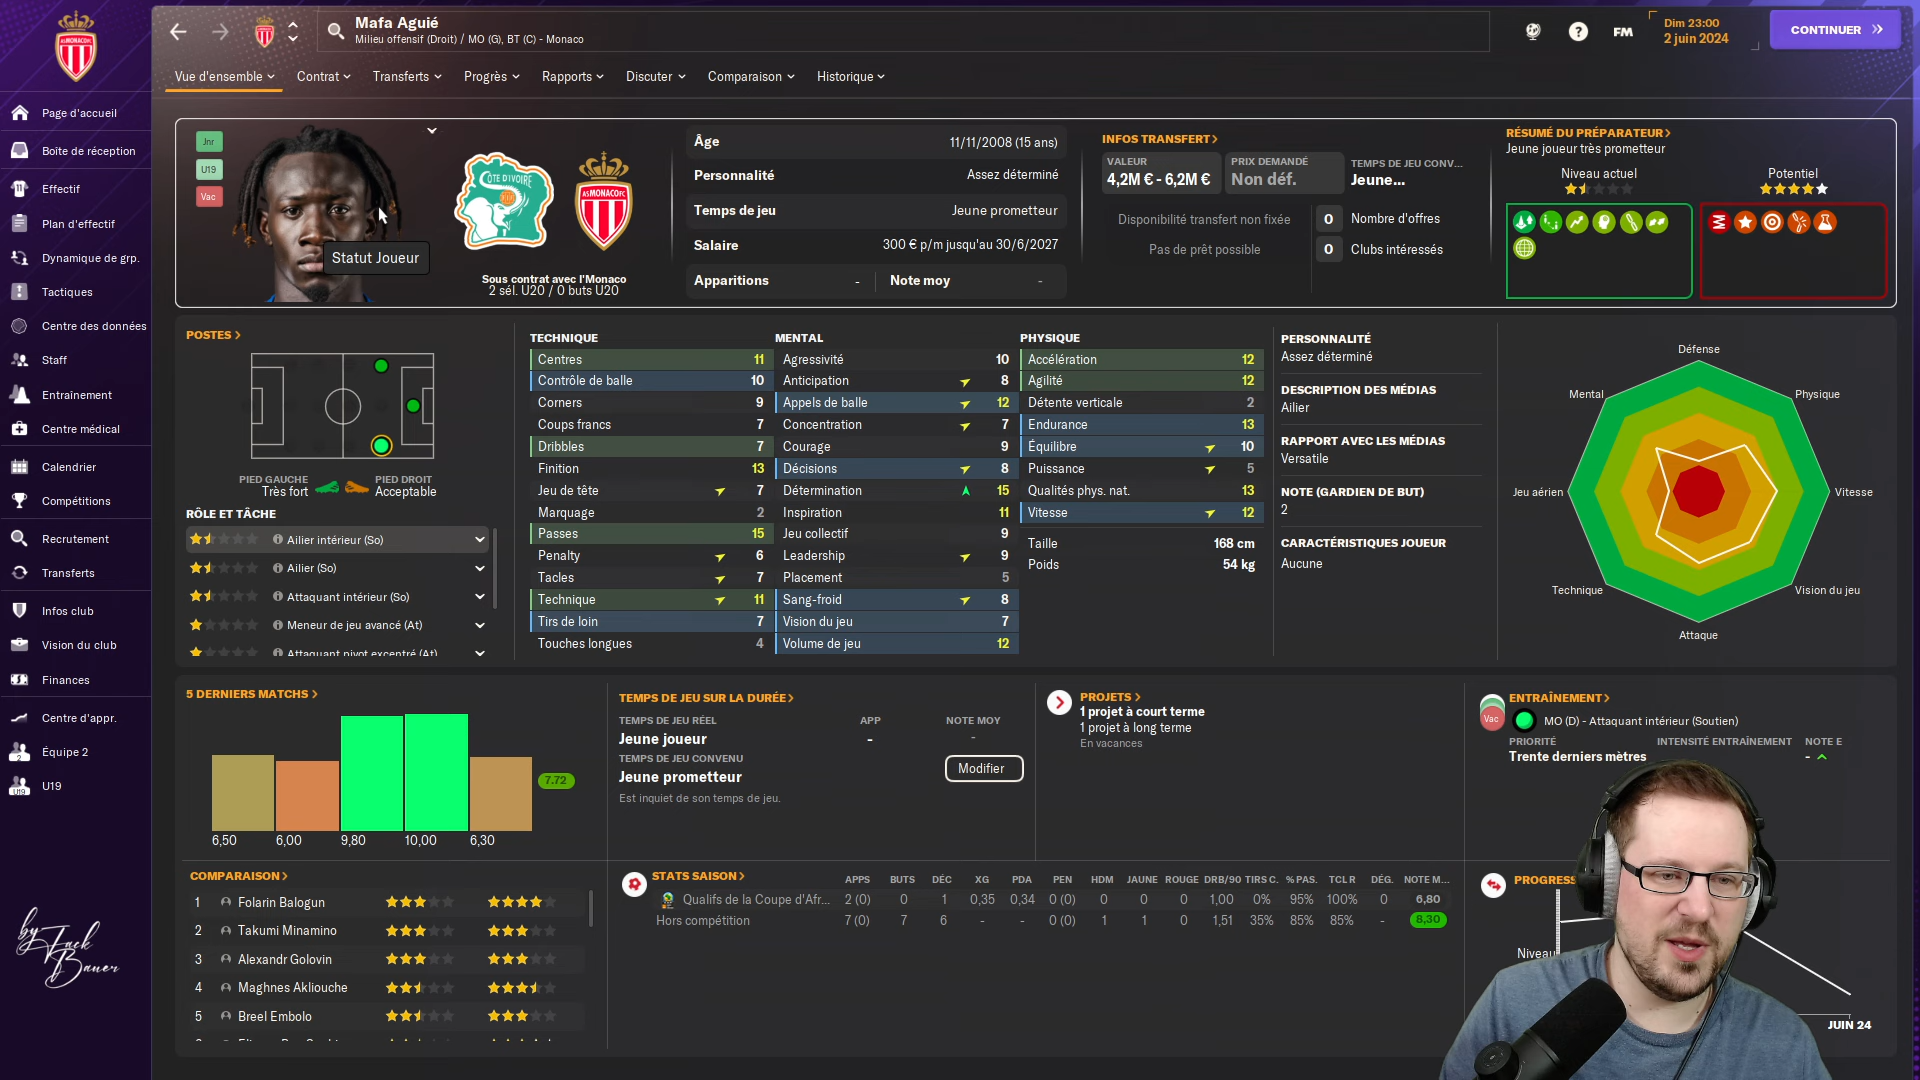 Mafa Aguié
Milieu offensif (Droit) / MO (G), BT (C) - Monaco
FM
Dim 23:00
2 juin 2024
CONTINUER
Vue d'ensemble
Contrat
Transferts
Progrès
Rapports
Discuter
Comparaison
Historique
Page d'accueil
Boîte de réception
Effectif
Plan d'effectif
Dynamique de grp.
Tactiques
Centre des données
Staff
Entraînement
Centre médical
Calendrier
Compétitions
Recrutement
Transferts
Infos club
Vision du club
Finances
Centre d'appr.
Équipe 2
U19
by Jack Bauer
Jnr
U19
Vac
Statut Joueur
CÔTE D'IVOIRE
AS MONACO FC
Sous contrat avec l'Monaco
2 sél. U20 / 0 buts U20
Âge 11/11/2008 (15 ans)
Personnalité Assez déterminé
Temps de jeu Jeune prometteur
Salaire 300 € p/m jusqu'au 30/6/2027
Apparitions - Note moy -
INFOS TRANSFERT
VALEUR
4,2M € - 6,2M €
PRIX DEMANDÉ
Non déf.
TEMPS DE JEU CONV...
Jeune...
Disponibilité transfert non fixée
Pas de prêt possible
0 Nombre d'offres
0 Clubs intéressés
RÉSUMÉ DU PRÉPARATEUR
Jeune joueur très prometteur
Niveau actuel
Potentiel
POSTES
PIED GAUCHE
Très fort
PIED DROIT
Acceptable
RÔLE ET TÂCHE
Ailier intérieur (So)
Ailier (So)
Attaquant intérieur (So)
Meneur de jeu avancé (At)
Attaquant pivot excentré (At)
TECHNIQUE
Centres 11
Contrôle de balle 10
Corners 9
Coups francs 7
Dribbles 7
Finition 13
Jeu de tête 7
Marquage 2
Passes 15
Penalty 6
Tacles 7
Technique 11
Tirs de loin 7
Touches longues 4
MENTAL
Agressivité 10
Anticipation 8
Appels de balle 12
Concentration 7
Courage 9
Décisions 8
Détermination 15
Inspiration 11
Jeu collectif 9
Leadership 9
Placement 5
Sang-froid 8
Vision du jeu 7
Volume de jeu 12
PHYSIQUE
Accélération 12
Agilité 12
Détente verticale 2
Endurance 13
Équilibre 10
Puissance 5
Qualités phys. nat. 13
Vitesse 12
Taille 168 cm
Poids 54 kg
PERSONNALITÉ
Assez déterminé
DESCRIPTION DES MÉDIAS
Ailier
RAPPORT AVEC LES MÉDIAS
Versatile
NOTE (GARDIEN DE BUT)
2
CARACTÉRISTIQUES JOUEUR
Aucune
Défense
Physique
Vitesse
Vision du jeu
Attaque
Technique
Jeu aérien
Mental
5 DERNIERS MATCHS
7.72
6,50 6,00 9,80 10,00 6,30
TEMPS DE JEU SUR LA DURÉE
TEMPS DE JEU RÉEL APP NOTE MOY
Jeune joueur - -
TEMPS DE JEU CONVENU
Jeune prometteur
Modifier
Est inquiet de son temps de jeu.
PROJETS
1 projet à court terme
1 projet à long terme
En vacances
ENTRAÎNEMENT
Vac
MO (D) - Attaquant intérieur (Soutien)
PRIORITÉ INTENSITÉ ENTRAÎNEMENT NOTE E
Trente derniers mètres -
COMPARAISON
1 Folarin Balogun
2 Takumi Minamino
3 Alexandr Golovin
4 Maghnes Akliouche
5 Breel Embolo
STATS SAISON
APPS BUTS DÉC XG PDA PEN HDM JAUNE ROUGE DRB/90 TIRS C. % PAS. TCL R DÉG. NOTE M...
Qualifs de la Coupe d'Afr... 2 (0) 0 1 0,35 0,34 0 (0) 0 0 0 1,00 0% 95% 100% 0 6,80
Hors compétition 7 (0) 7 6 - - 0 (0) 1 1 0 1,51 35% 85% 85% - 8,30
PROGRESS
Niveau
JUIN 24